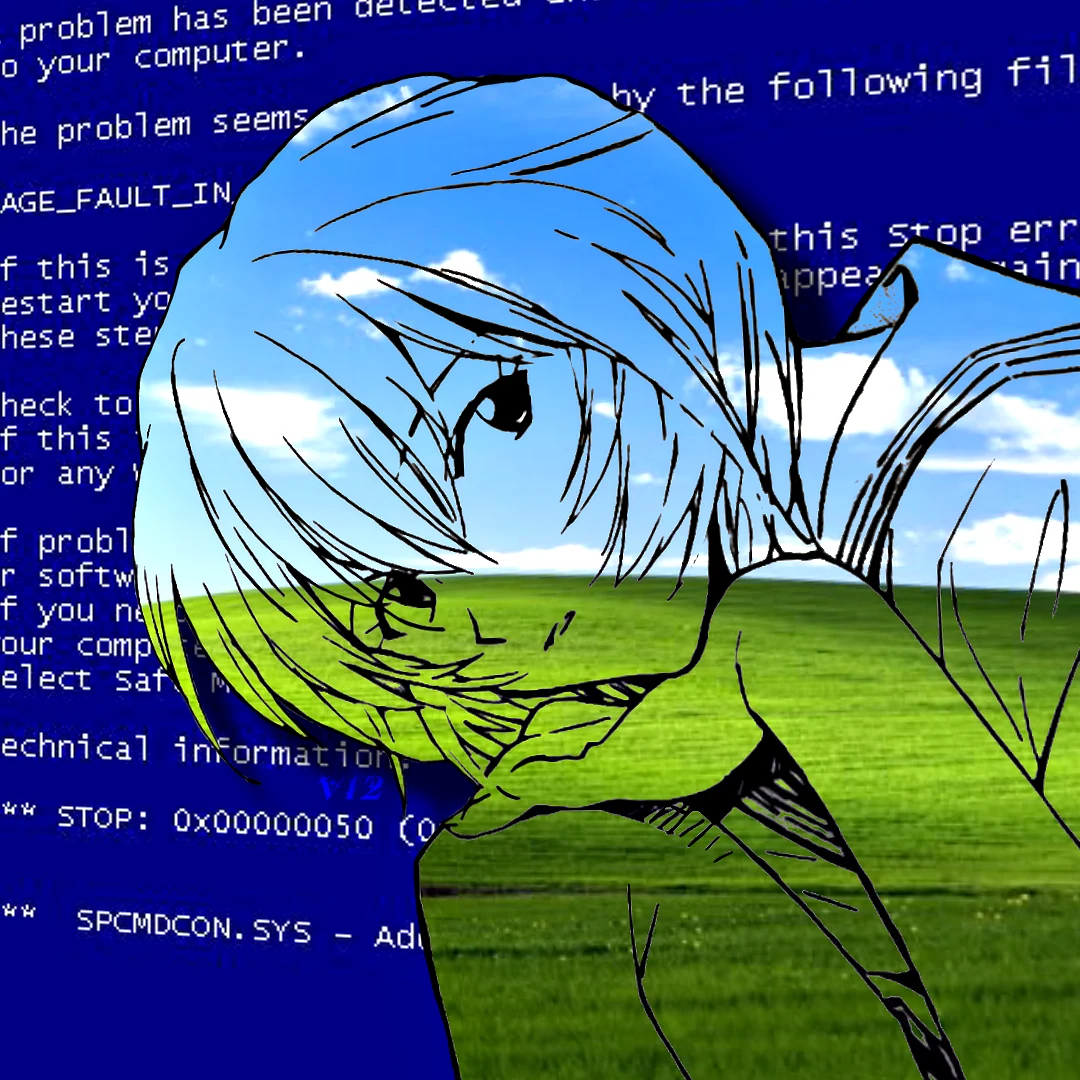 problem has been detected
o your computer.
he problem seems by the following fil
AGE_FAULT_IN
f this is this stop err
estart yo appea
hese ste
heck to
f this
or any
f probl
r softw
f you ne
our comp
elect Saf M
echnical information:
V12
** STOP: 0x00000050 (0
** SPCMDCON.SYS - Ad